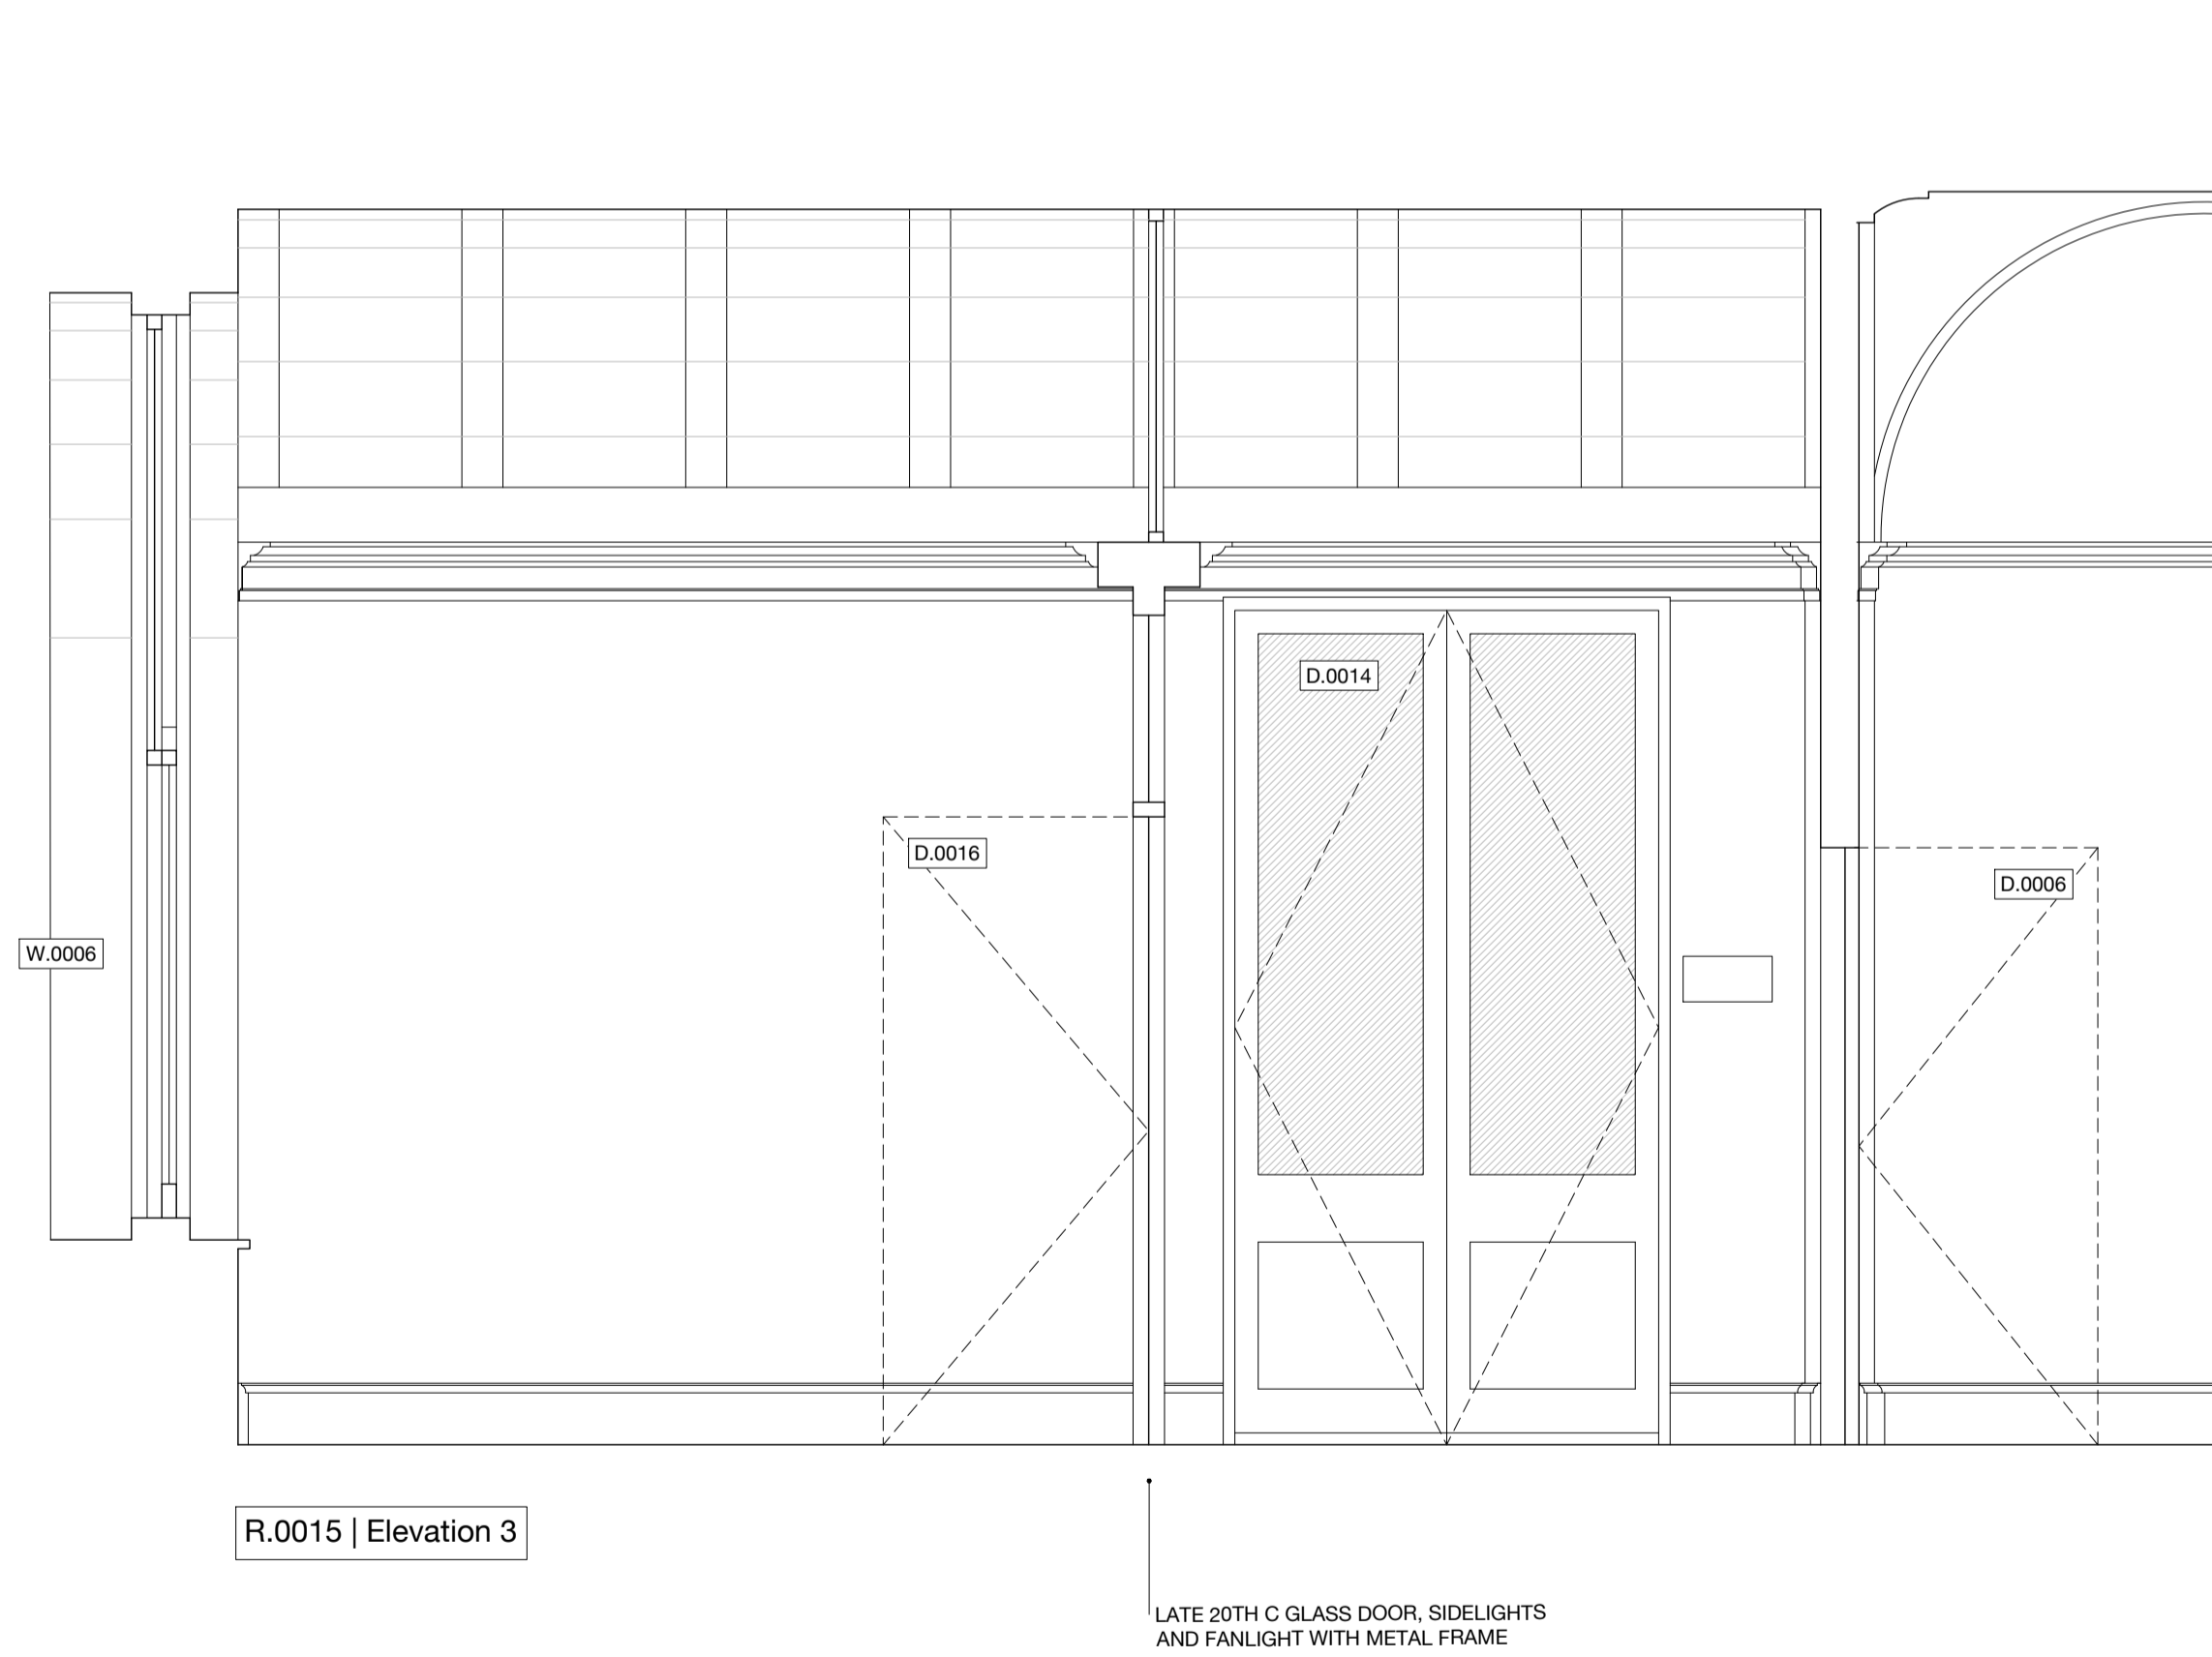 D.0014
D.0016
D.0006
W.0006
R.0015 | Elevation 3
LATE 20TH C GLASS DOOR, SIDELIGHTS
AND FANLIGHT WITH METAL FRAME